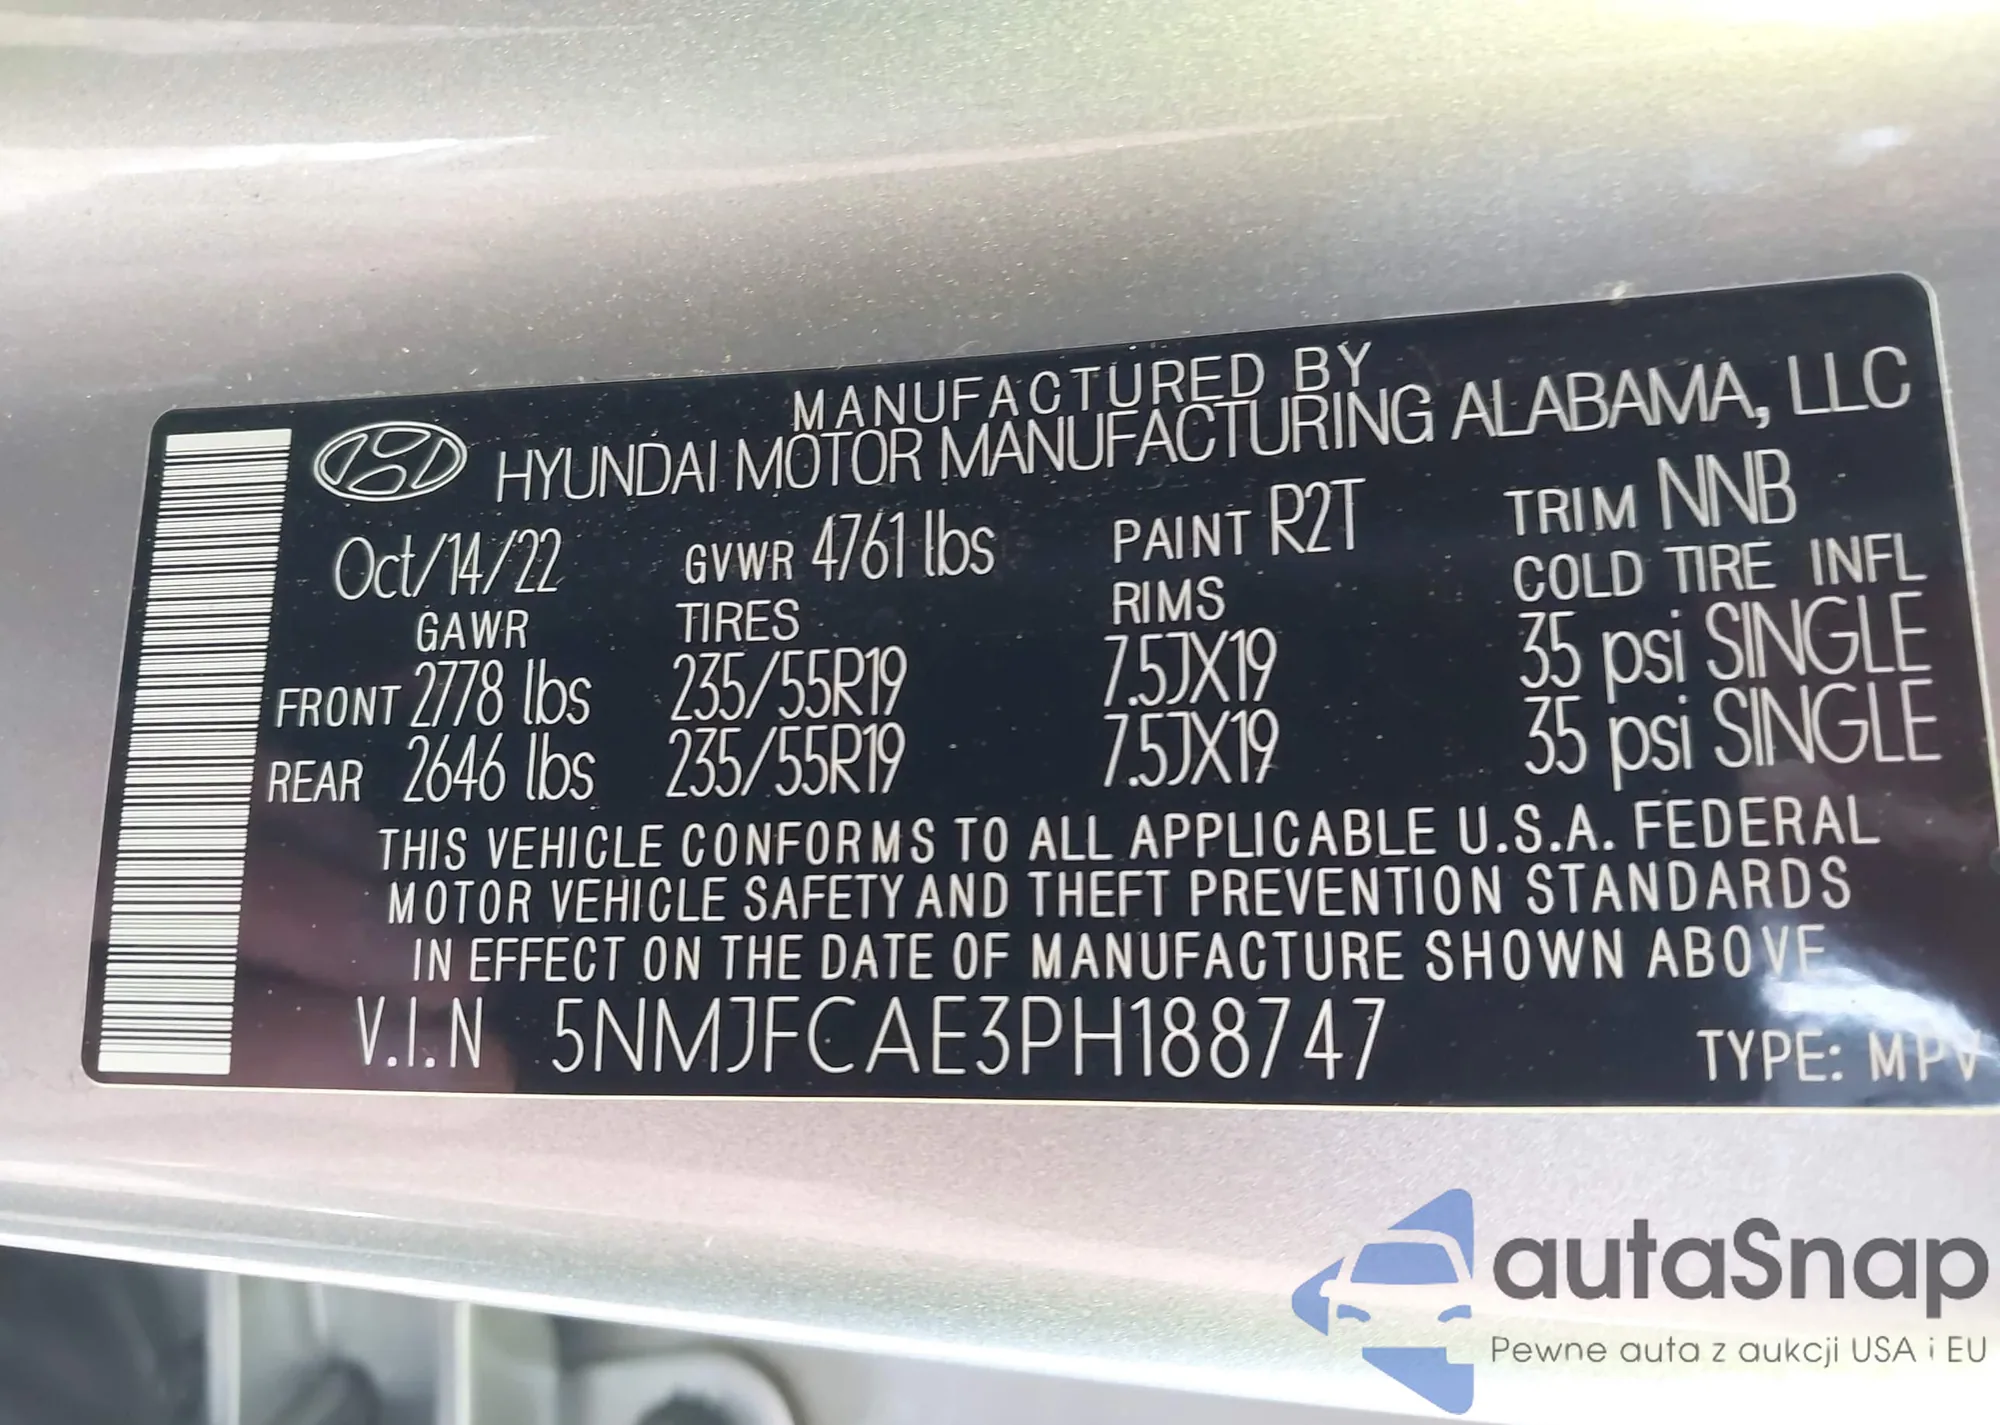 MANUFACTURED BY
HYUNDAI MOTOR MANUFACTURING ALABAMA, LLC
Oct/14/22 GVWR 4761 lbs PAINT R2T TRIM NNB
GAWR TIRES RIMS COLD TIRE INFL
FRONT 2778 lbs 235/55R19 7.5JX19 35 psi SINGLE
REAR 2646 lbs 235/55R19 7.5JX19 35 psi SINGLE
THIS VEHICLE CONFORMS TO ALL APPLICABLE U.S.A. FEDERAL
MOTOR VEHICLE SAFETY AND THEFT PREVENTION STANDARDS
IN EFFECT ON THE DATE OF MANUFACTURE SHOWN ABOVE
V.I.N 5NMJFCAE3PH188747 TYPE: MPV
autaSnap
Pewne auta z aukcji USA i EU